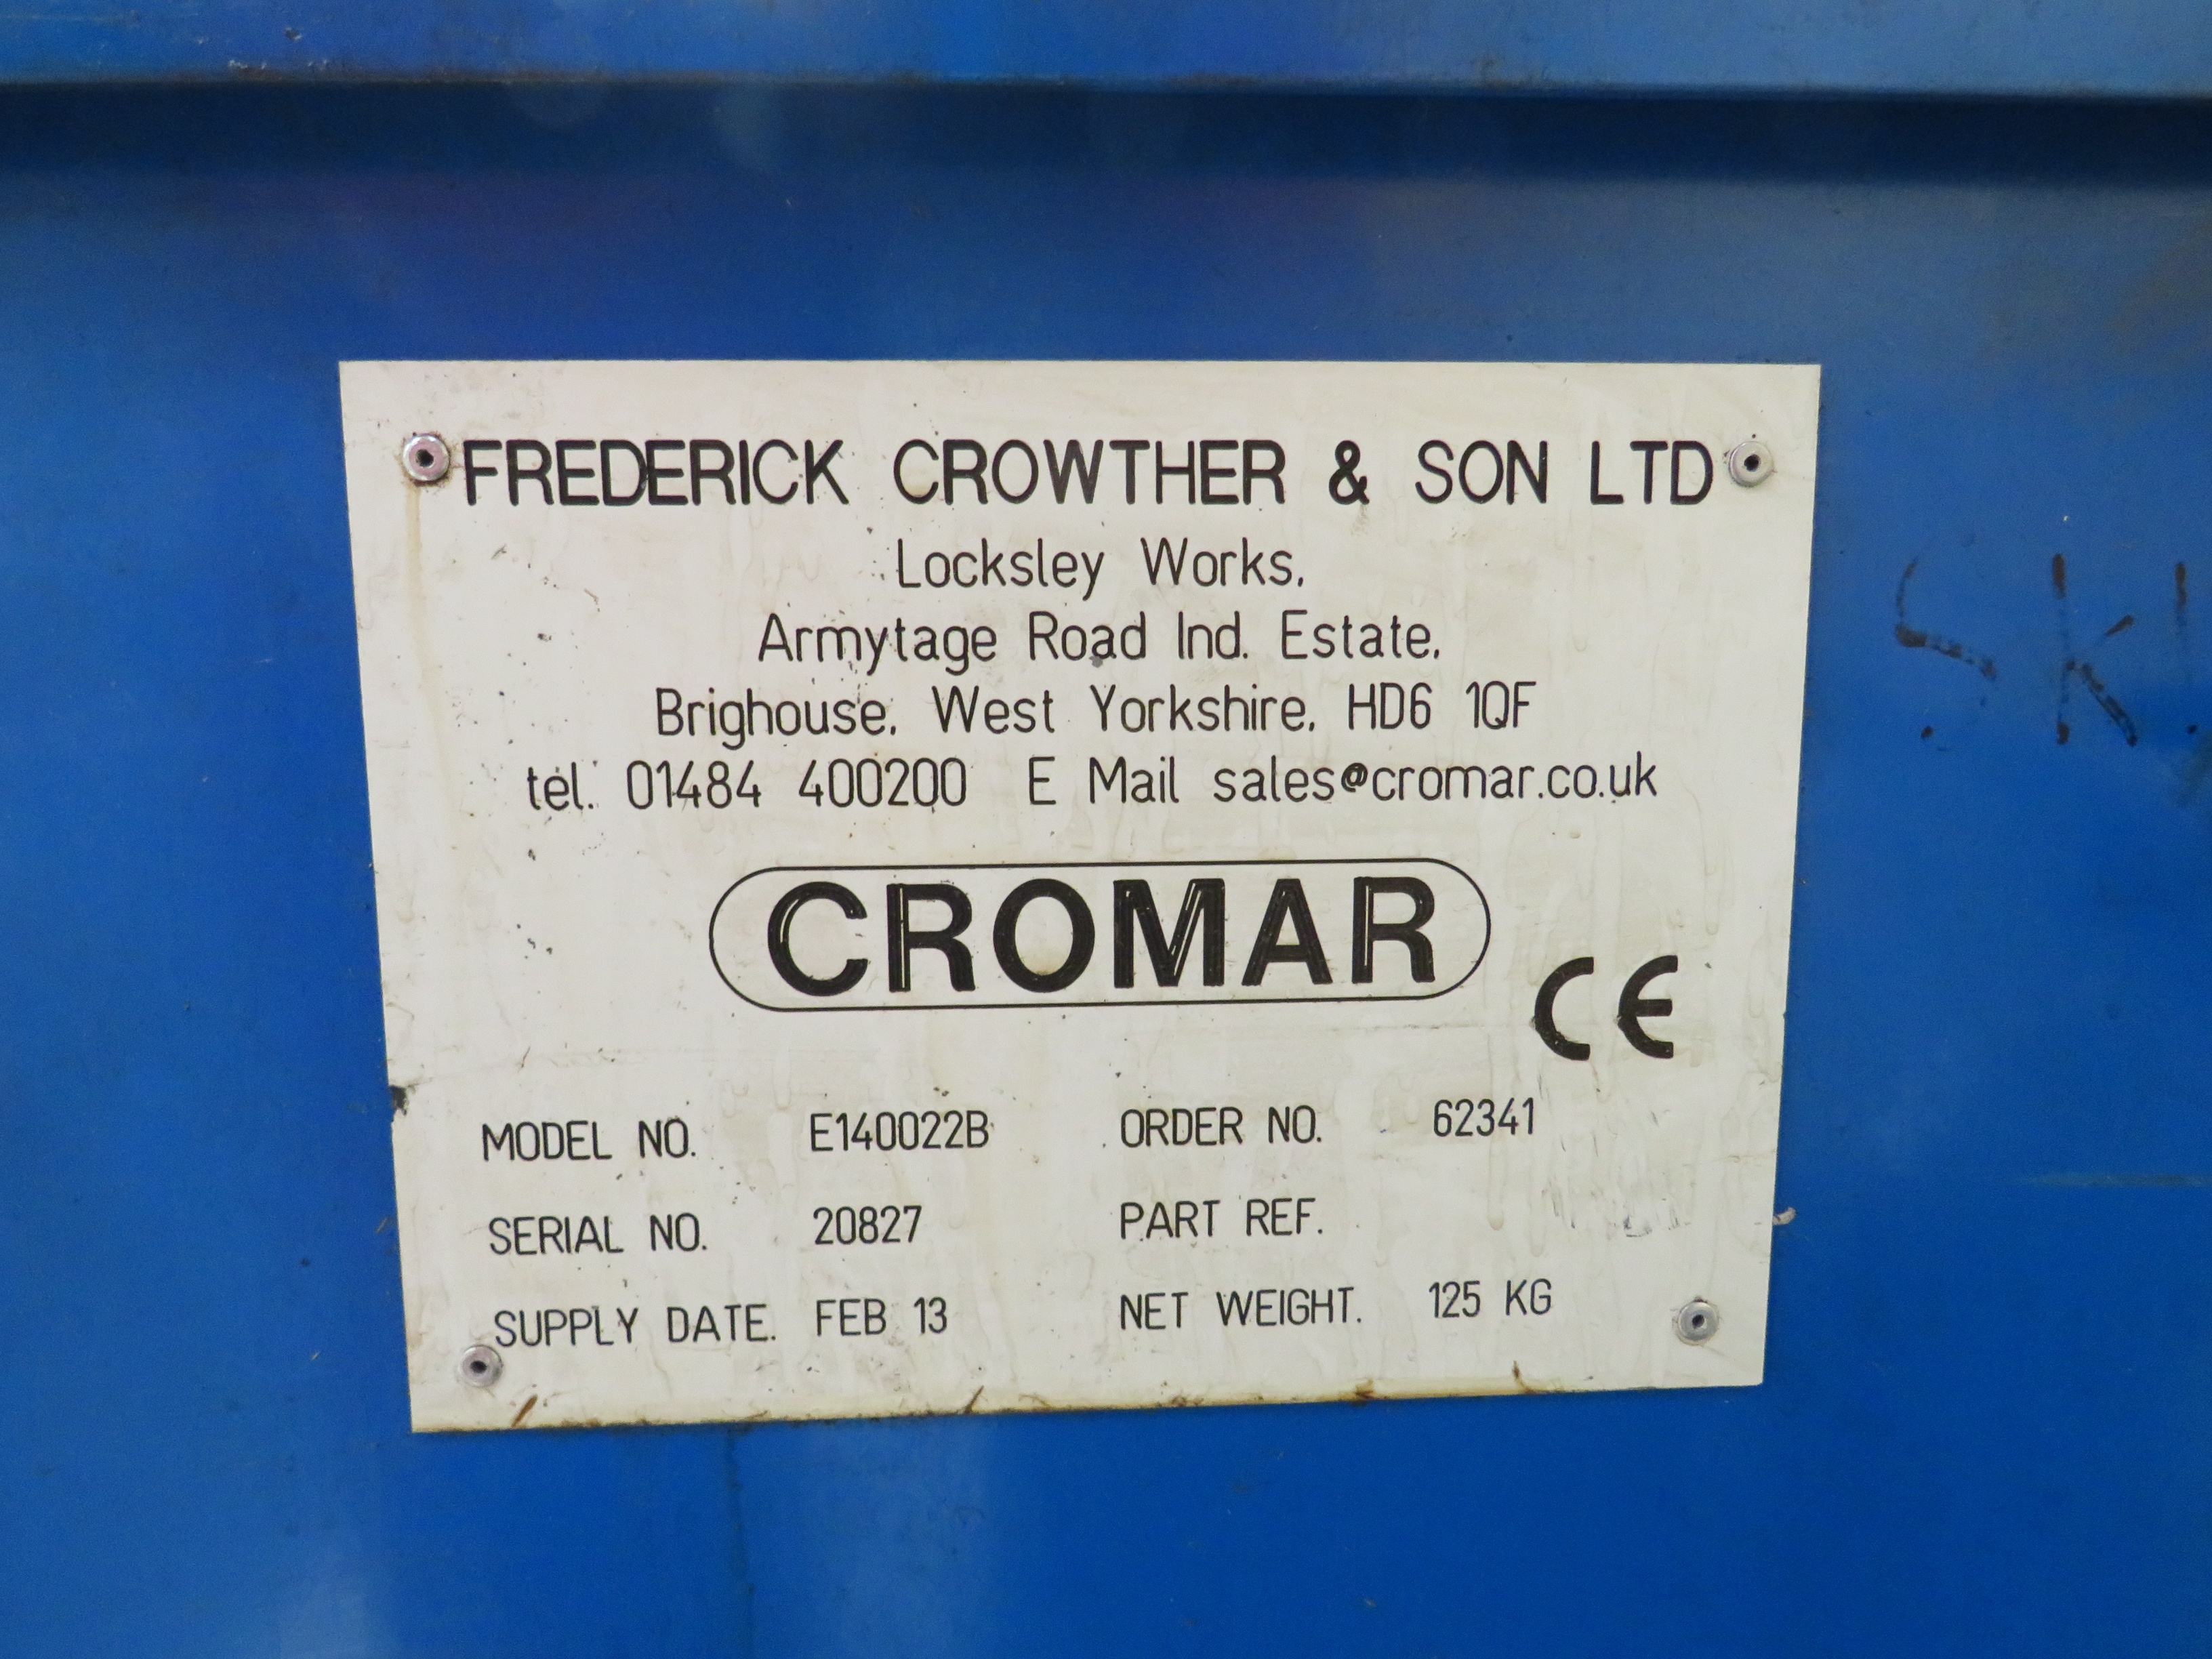 FREDERICK CROWTHER & SON LTD
Locksley Works,
Armytage Road Ind. Estate,
Brighouse, West Yorkshire, HD6 1QF
tel. 01484 400200 E Mail sales@cromar.co.uk
CROMAR
CE
MODEL NO. E140022B ORDER NO. 62341
SERIAL NO. 20827 PART REF.
SUPPLY DATE. FEB 13 NET WEIGHT. 125 KG